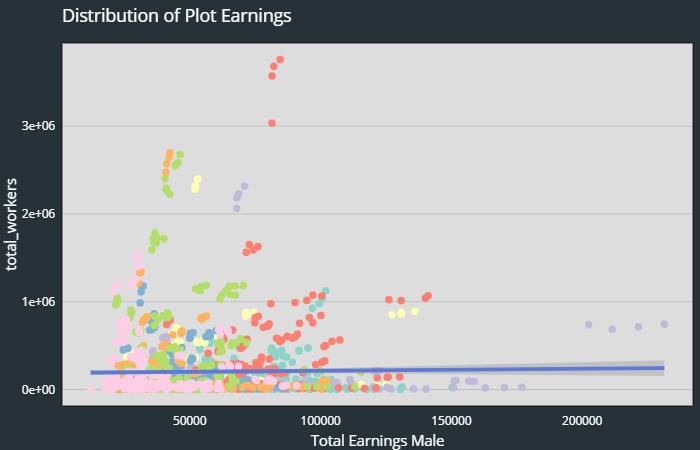 Distribution of Plot Earnings
total_workers
3e+06
2e+06
1e+06
0e+00
50000 100000 150000 200000
Total Earnings Male